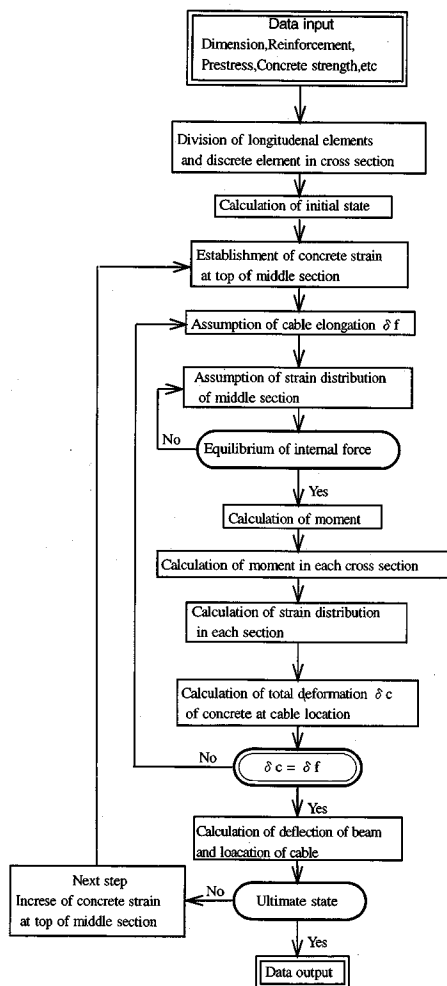 Data input
Dimension,Reinforcement,
Prestress,Concrete strength,etc
Division of longitudenal elements
and discrete element in cross section
Calculation of initial state
Establishment of concrete strain
at top of middle section
Assumption of cable elongation δ f
Assumption of strain distribution
of middle section
No
Equilibrium of internal force
Yes
Calculation of moment
Calculation of moment in each cross section
Calculation of strain distribution
in each section
Calculation of total deformation δ c
of concrete at cable location
No
δ c = δ f
Yes
Calculation of deflection of beam
and loacation of cable
Next step
Increse of concrete strain
at top of middle section
No
Ultimate state
Yes
Data output